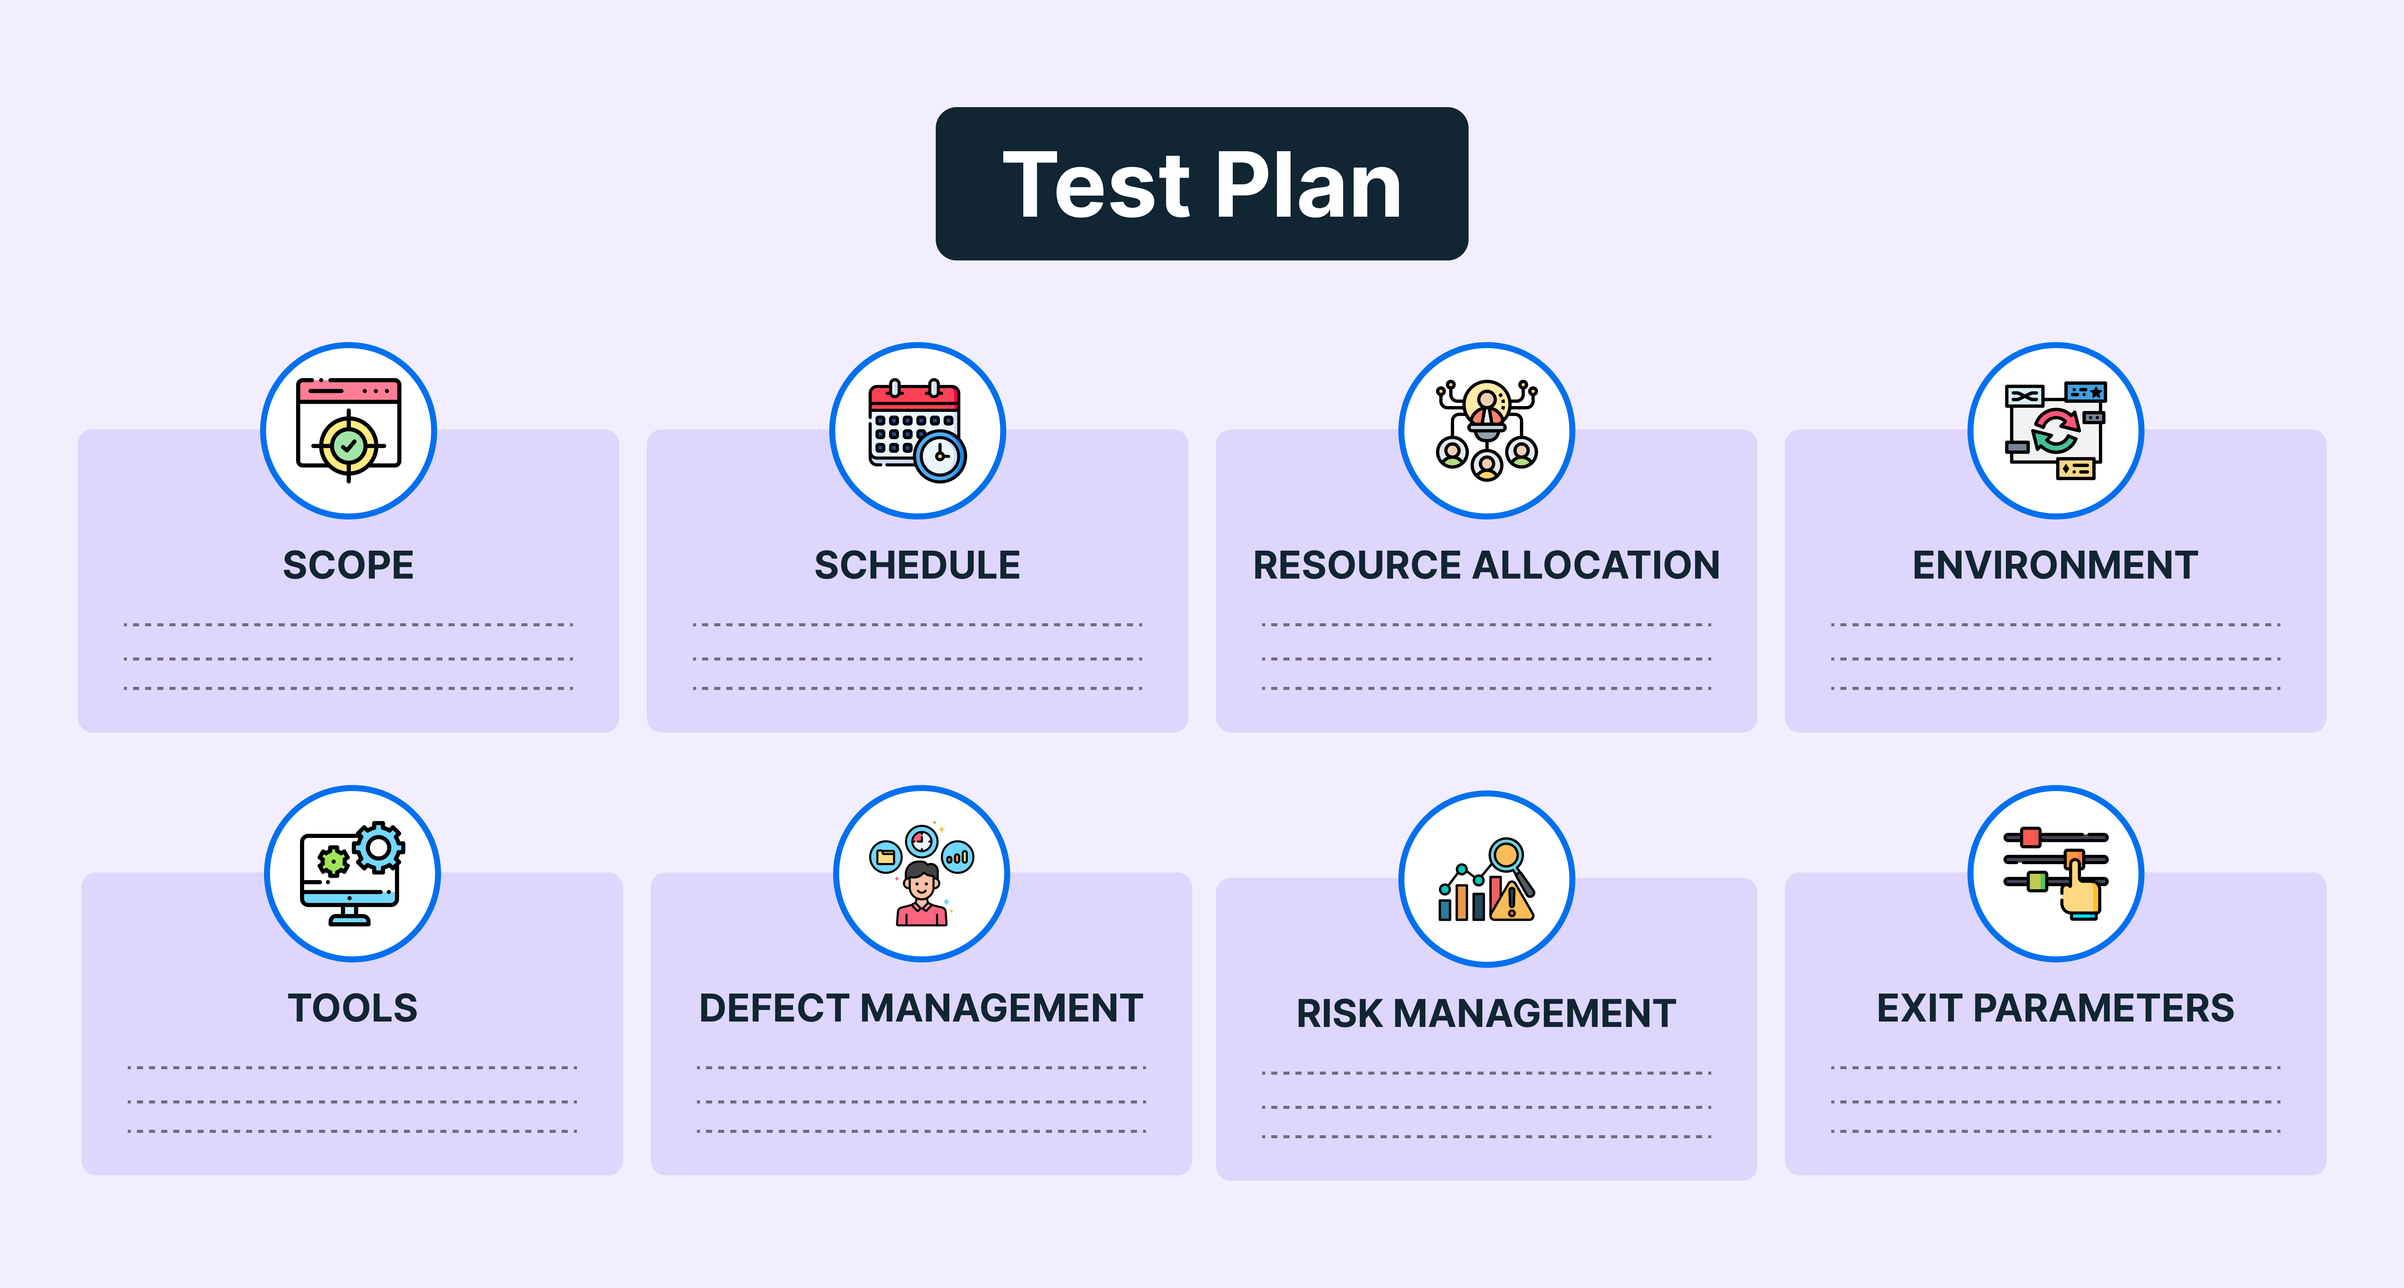 Test Plan
SCOPE
SCHEDULE
RESOURCE ALLOCATION
ENVIRONMENT
TOOLS
DEFECT MANAGEMENT
RISK MANAGEMENT
EXIT PARAMETERS